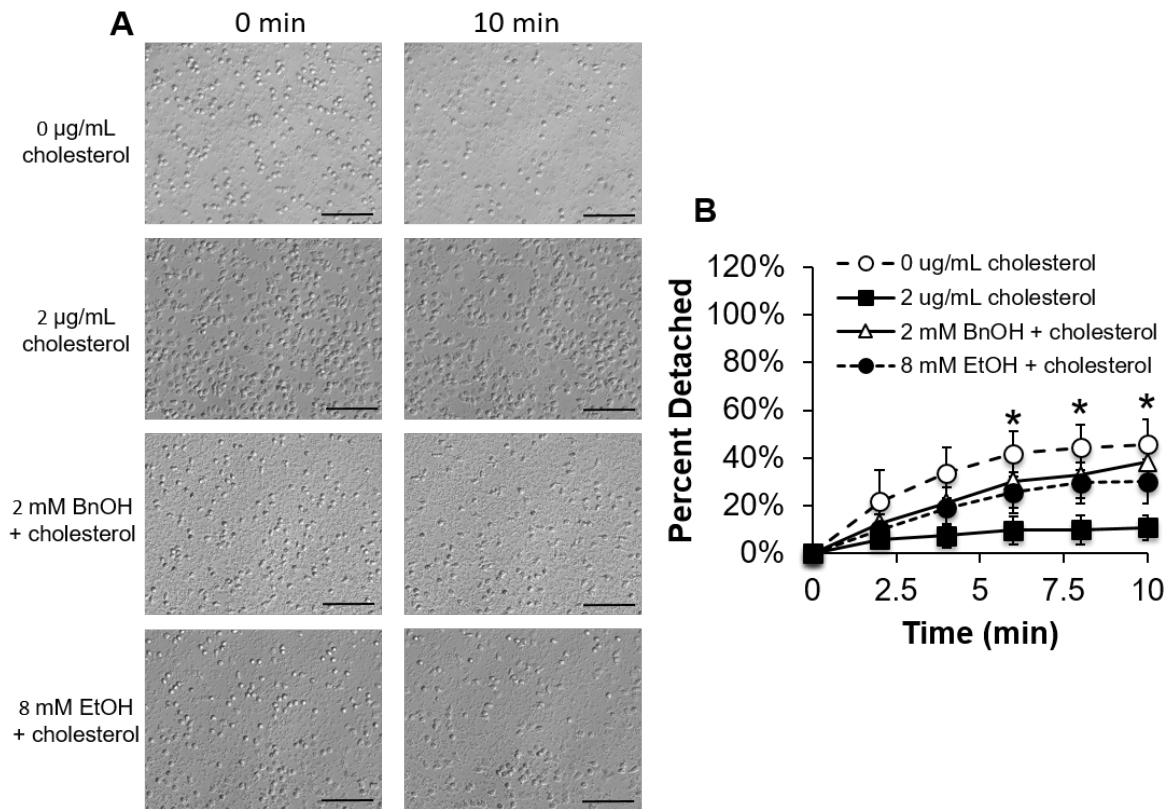 A
0 min
10 min
0 µg/mL
cholesterol
2 µg/mL
cholesterol
2 mM BnOH
+ cholesterol
8 mM EtOH
+ cholesterol
B
0 ug/mL cholesterol
2 ug/mL cholesterol
2 mM BnOH + cholesterol
8 mM EtOH + cholesterol
Percent Detached
120%
100%
80%
60%
40%
20%
0%
* * *
0 2.5 5 7.5 10
Time (min)